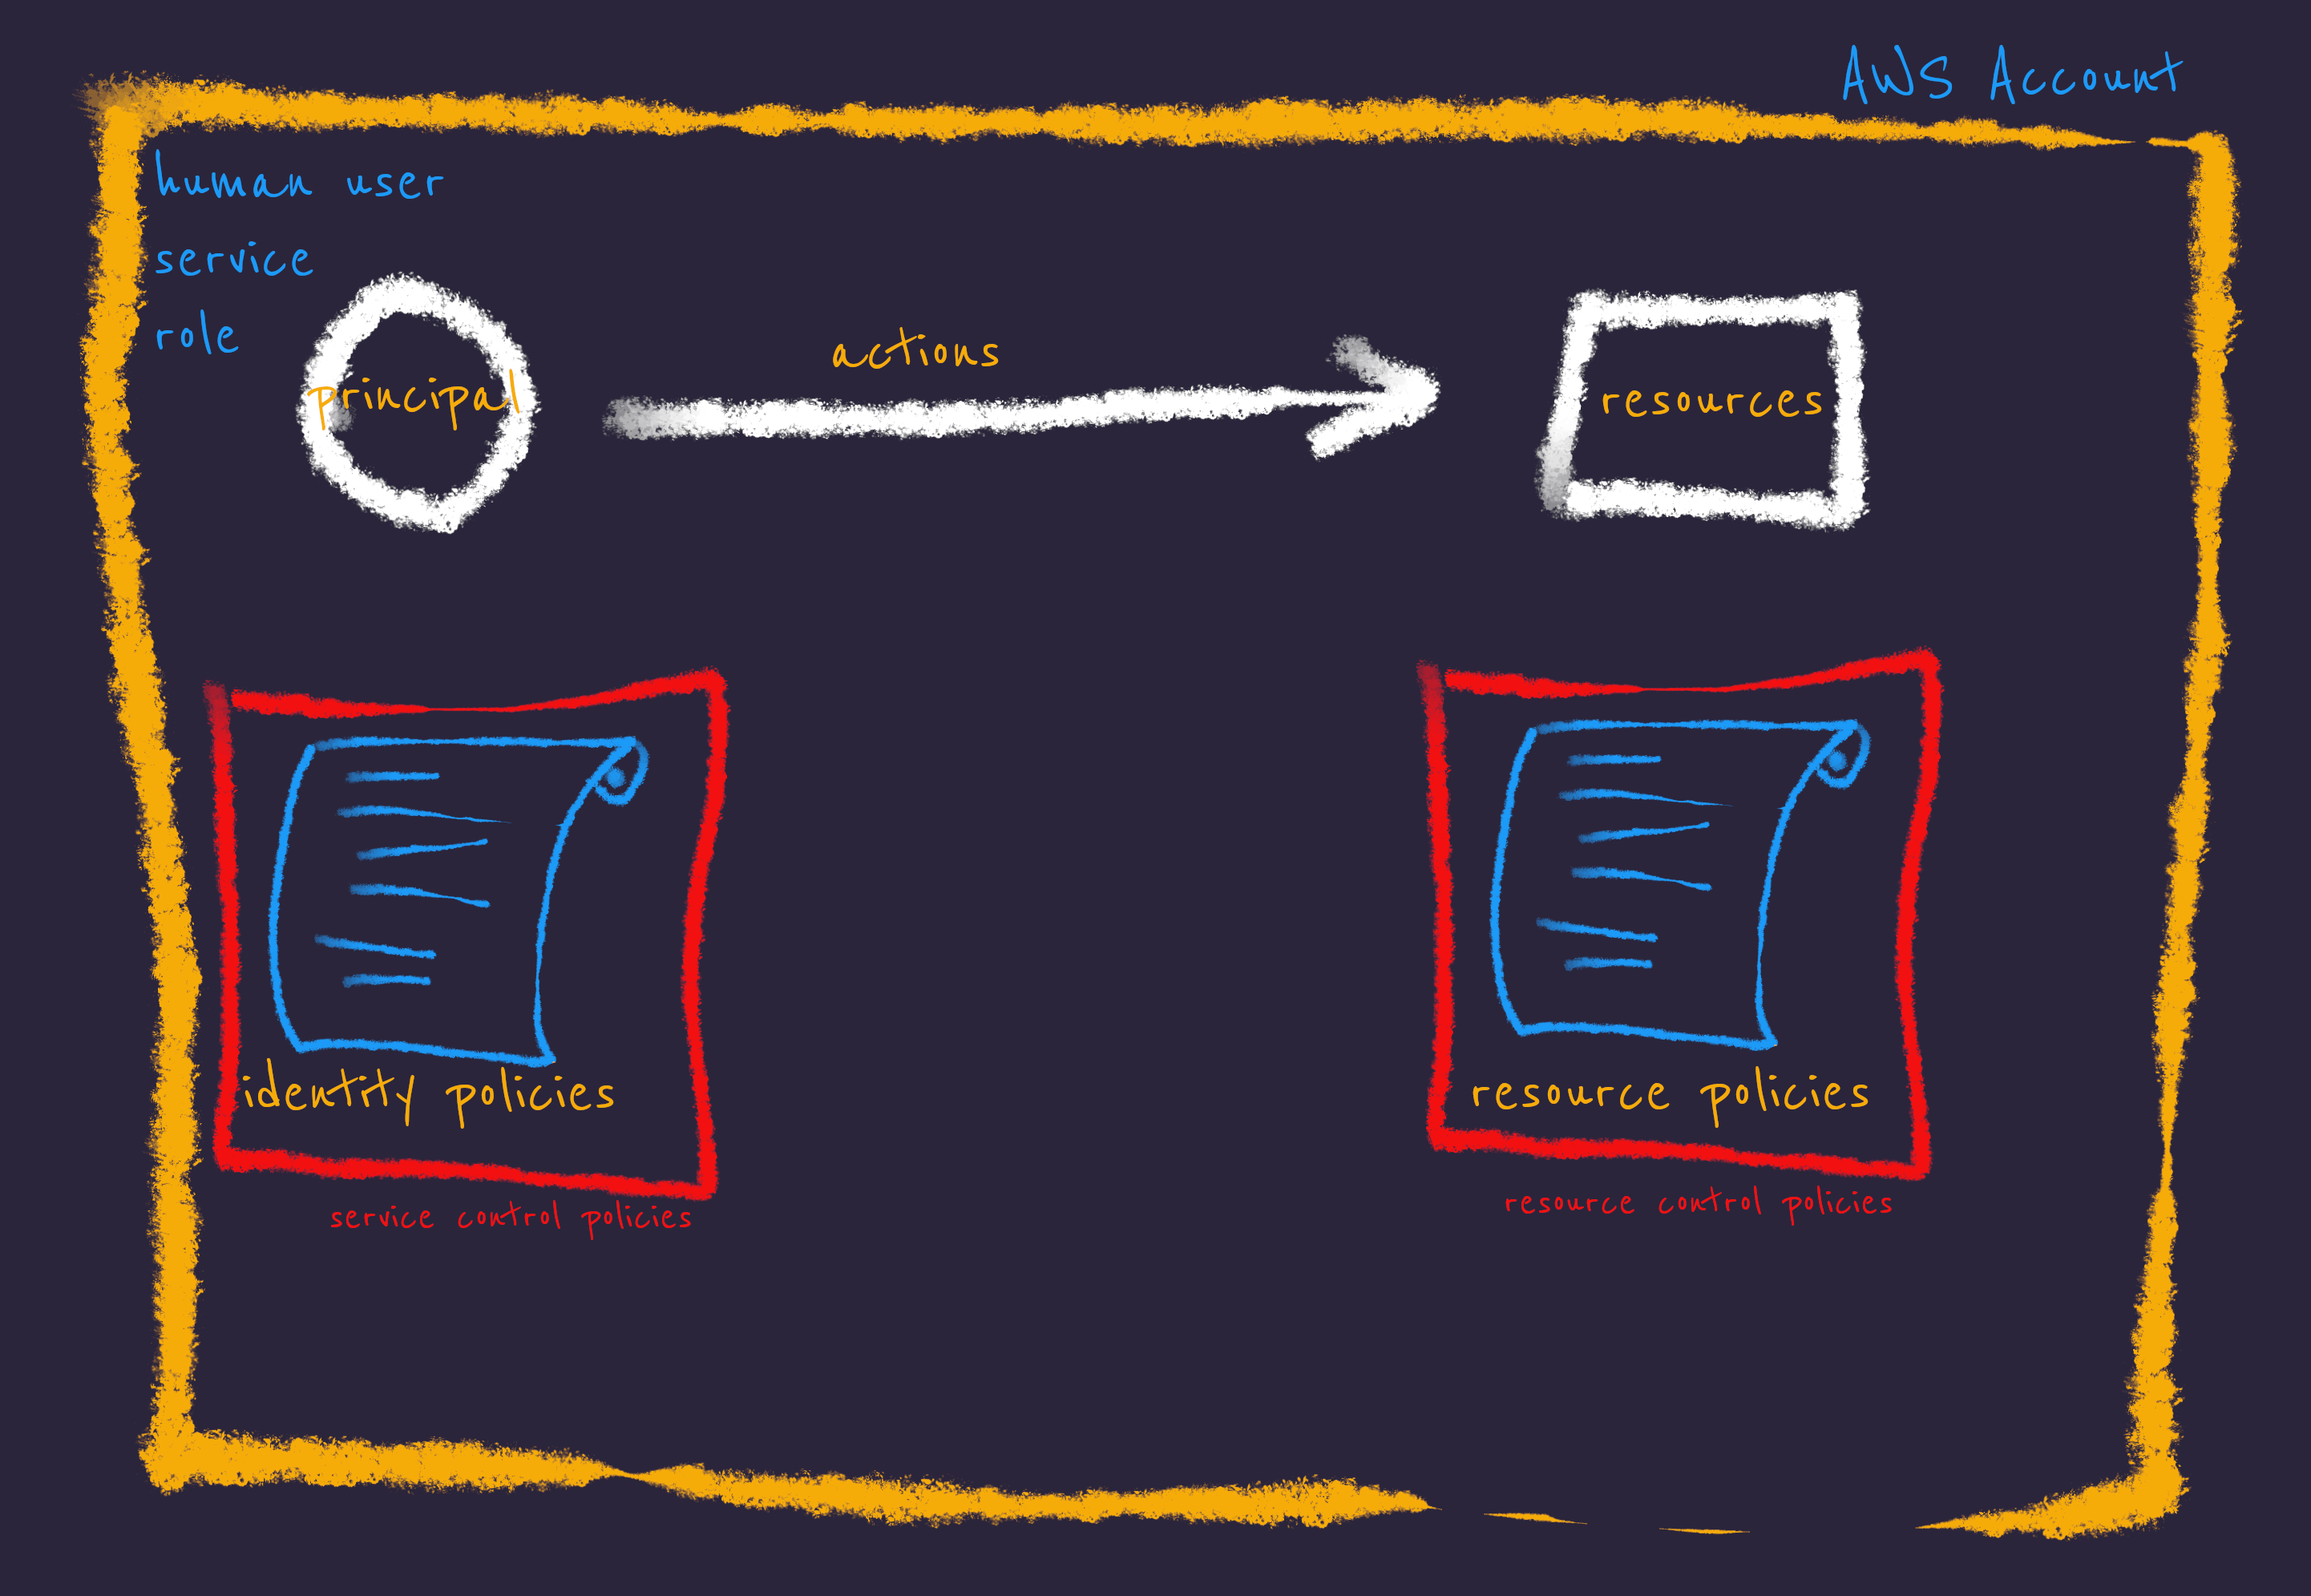 AWS Account
human user
service
role
principal
actions
resources
identity policies
resource policies
service control policies
resource control policies